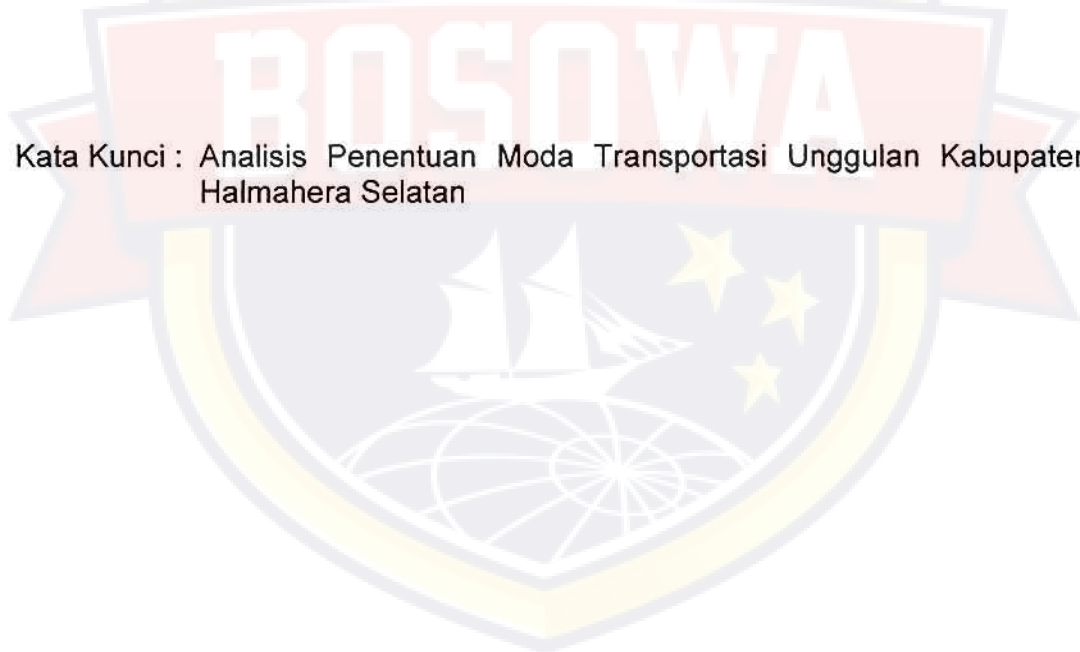 BOSOWA
Kata Kunci : Analisis Penentuan Moda Transportasi Unggulan Kabupaten
Halmahera Selatan